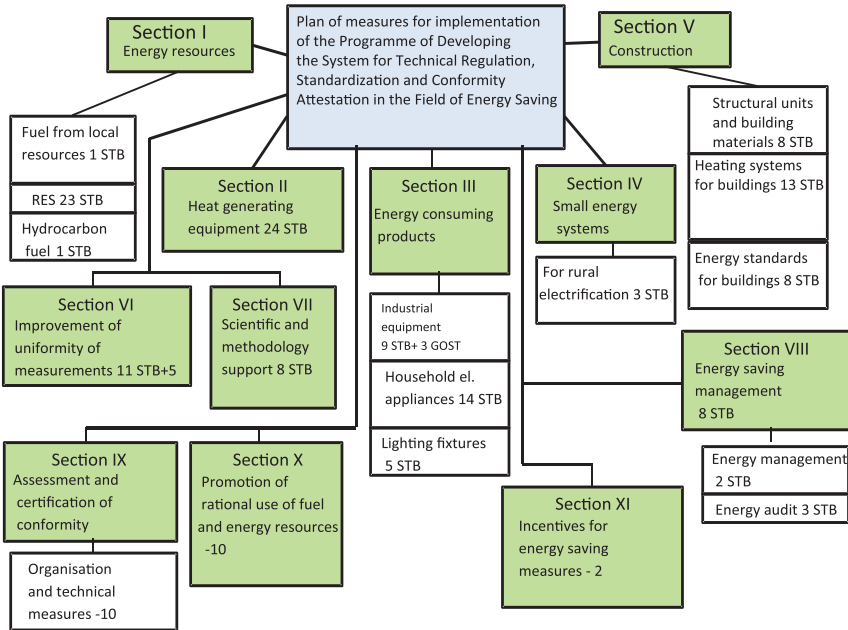 Section I
Energy resources
Plan of measures for implementation
of the Programme of Developing
the System for Technical Regulation,
Standardization and Conformity
Attestation in the Field of Energy Saving
Section V
Construction
Fuel from local
resources 1 STB
RES 23 STB
Hydrocarbon
fuel 1 STB
Section II
Heat generating
equipment 24 STB
Section III
Energy consuming
products
Section IV
Small energy
systems
For rural
electrification 3 STB
Structural units
and building
materials 8 STB
Heating systems
for buildings 13 STB
Energy standards
for buildings 8 STB
Section VI
Improvement of
uniformity of
measurements 11 STB+5
Section VII
Scientific and
methodology
support 8 STB
Industrial
equipment
9 STB+ 3 GOST
Household el.
appliances 14 STB
Lighting fixtures
5 STB
Section VIII
Energy saving
management
8 STB
Energy management
2 STB
Energy audit 3 STB
Section IX
Assessment and
certification of
conformity
Organisation
and technical
measures -10
Section X
Promotion of
rational use of fuel
and energy resources
-10
Section XI
Incentives for
energy saving
measures - 2